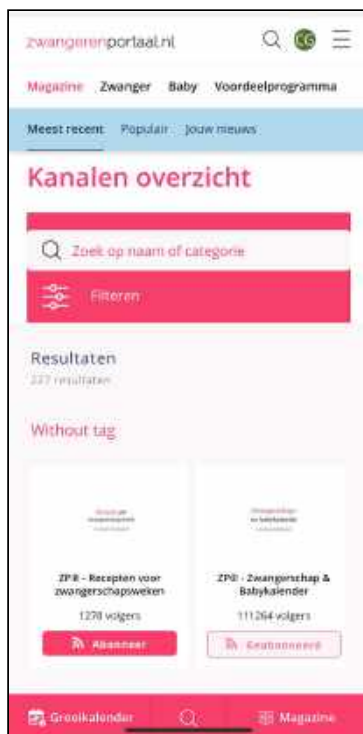 zwangerenportaal.nl
CG
Magazine Zwanger Baby Voordeelprogramma
Meest recent Populair Jouw nieuws
Kanalen overzicht
Zoek op naam of categorie
Filteren
Resultaten
227 resultaten
Without tag
ZP® - Recepten voor
zwangerschapsweken
1278 volgers
Abonneer
ZP® - Zwangerschap &
Babykalender
111264 volgers
Geabonneerd
Groeikalender
Magazine